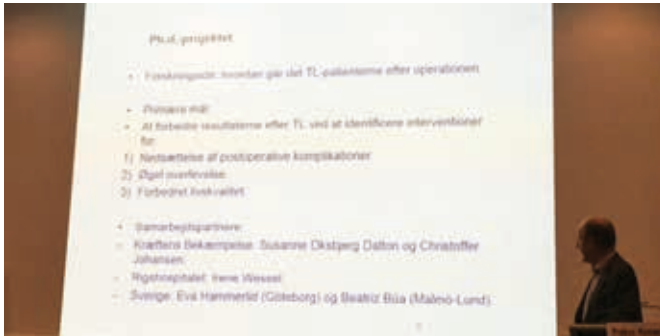 Ph.d. projektet
• Forskningsidé: hvordan går det TL-patienterne efter operationen
• Primære mål:
• At forbedre resultaterne efter TL ved at identificere interventioner
for:
1) Nedsættelse af postoperative komplikationer
2) Øget overlevelse
3) Forbedret livskvalitet
• Samarbejdspartnere:
- Kræftens Bekæmpelse: Susanne Oksbjerg Dalton og Christoffer
Johansen
- Rigshospitalet: Irene Wessel
- Sverige: Eva Hammerlid (Göteborg) og Beatriz Búa (Malmö-Lund)